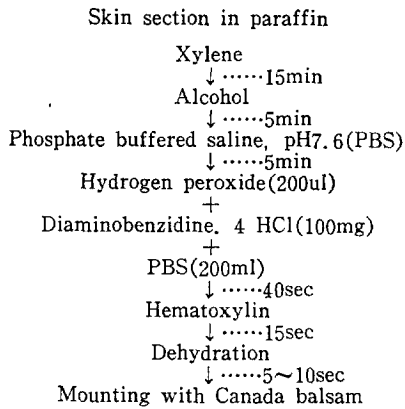 Skin section in paraffin
Xylene
↓ ······15min
Alcohol
↓ ······5min
Phosphate buffered saline, pH7.6(PBS)
↓ ······5min
Hydrogen peroxide(200ul)
+
Diaminobenzidine. 4 HCl(100mg)
+
PBS(200ml)
↓ ······40sec
Hematoxylin
↓ ······15sec
Dehydration
↓ ······5~10sec
Mounting with Canada balsam